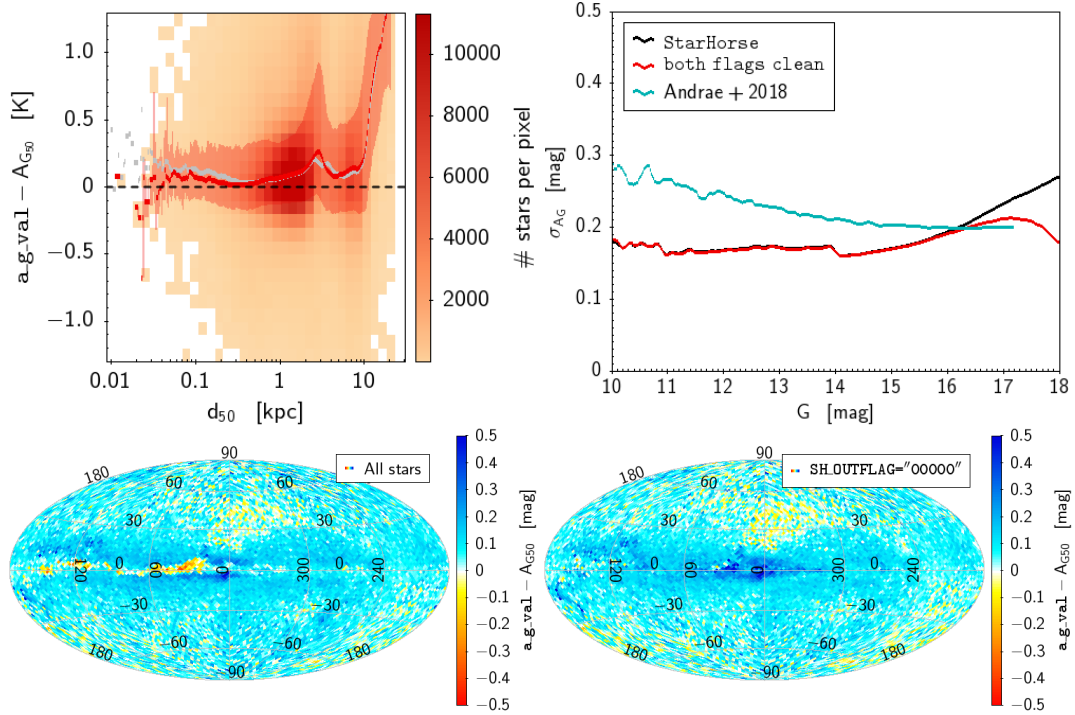 a_g_val − A_G₅₀ [K]
1.0
0.5
0
−0.5
−1.0
0.01 0.1 1 10
d₅₀ [kpc]
10000
8000
6000
4000
2000
# stars per pixel
StarHorse
both flags clean
Andrae + 2018
σ_A_G [mag]
0.5
0.4
0.3
0.2
0.1
0
10 11 12 13 14 15 16 17 18
G [mag]
All stars
90
180 60 60
30 30
120 0 60 0 300 0 240
−30 −30
−60 −60
180 −90 180
0.5
0.4
0.3
0.2
0.1
0
−0.1
−0.2
−0.3
−0.4
−0.5
a_g_val − A_G50 [mag]
SH_OUTFLAG="00000"
90
180 60 60
30 30
120 0 60 0 300 0 240
−30 −30
−60 −60
180 −90 180
0.5
0.4
0.3
0.2
0.1
0
−0.1
−0.2
−0.3
−0.4
−0.5
a_g_val − A_G50 [mag]